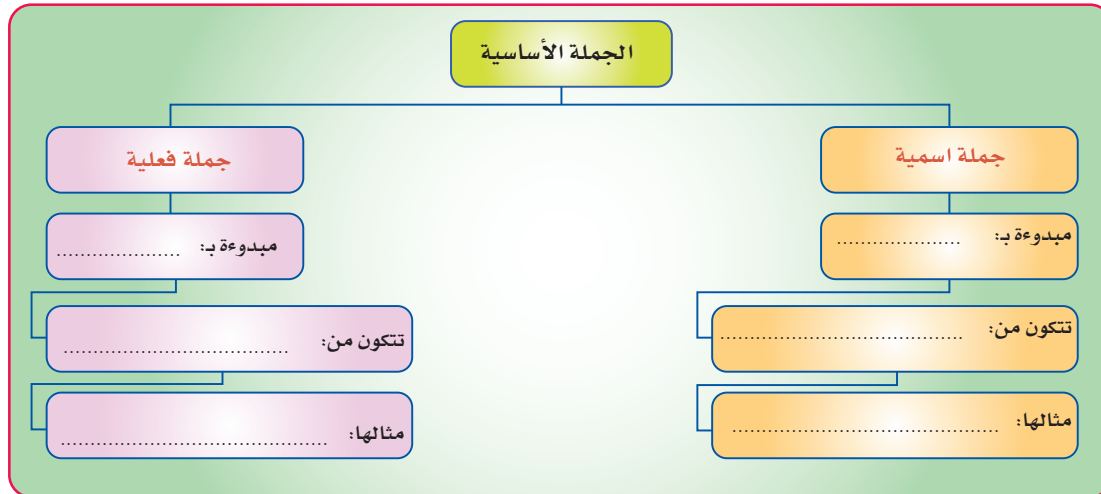 الجملة الأساسية
جملة اسمية
مبدوءة بـ: .....................
تتكون من: .........................................
مثالها: .............................................
جملة فعلية
مبدوءة بـ: .....................
تتكون من: ......................................
مثالها: .............................................